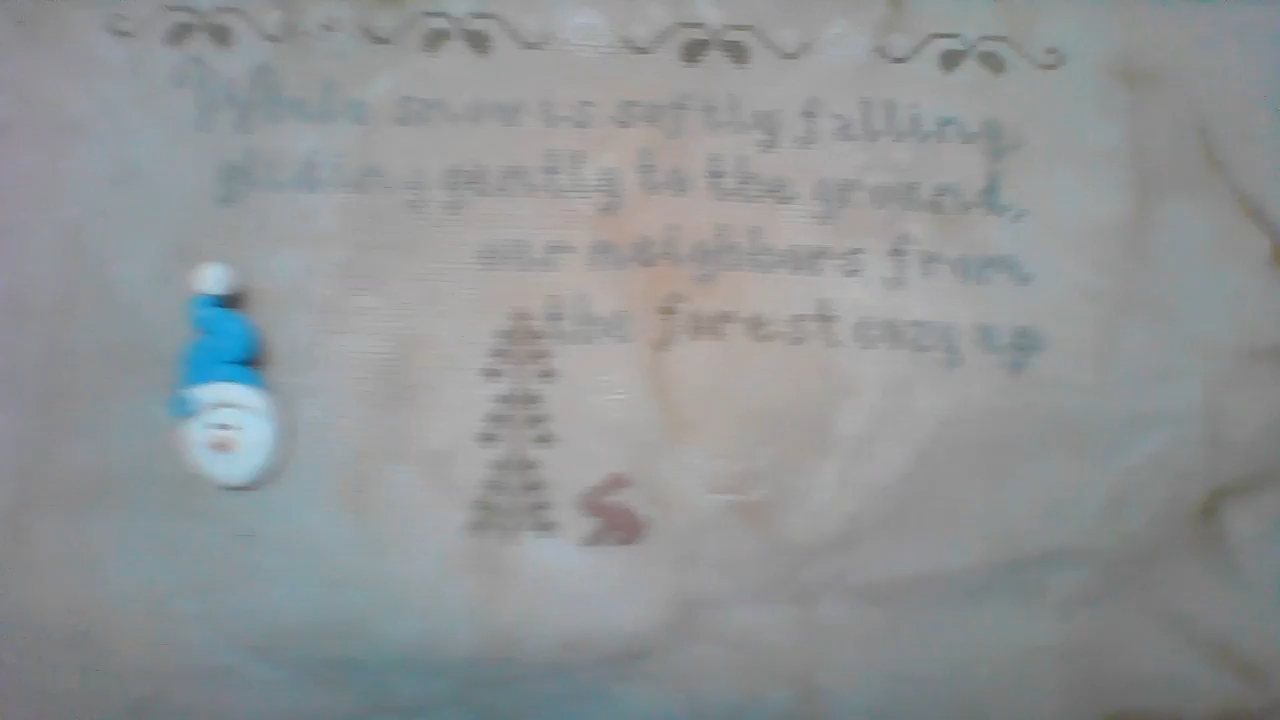 While snow is softly falling,
gliding gently to the ground,
our neighbors from
the forest cozy up